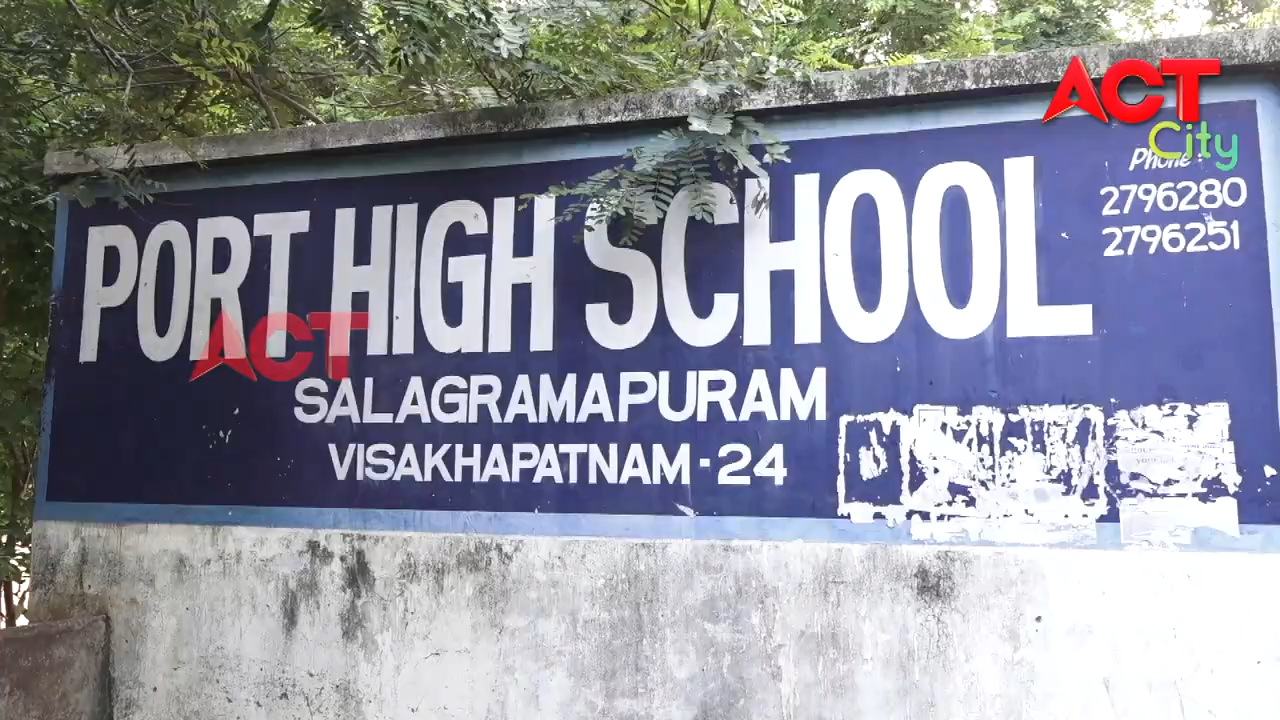 ACT
City
Phone :
2796280
2796251
PORT HIGH SCHOOL
ACT
SALAGRAMAPURAM
VISAKHAPATNAM - 24